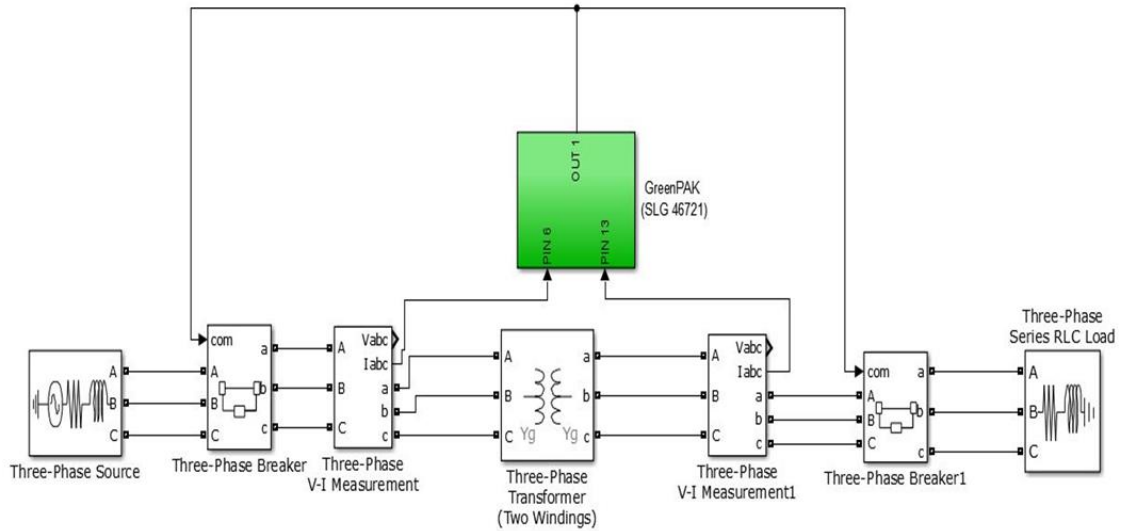 OUT 1
GreenPAK
(SLG 46721)
PIN 6
PIN 13
A
B
C
Three-Phase Source
com
A
B
C
a
b
c
Three-Phase Breaker
A
B
C
Vabc
Iabc
a
b
c
Three-Phase
V-I Measurement
A
B
C
Yg
Yg
a
b
c
Three-Phase
Transformer
(Two Windings)
A
B
C
Vabc
Iabc
a
b
c
Three-Phase
V-I Measurement1
com
A
B
C
a
b
c
Three-Phase Breaker1
Three-Phase
Series RLC Load
A
B
C